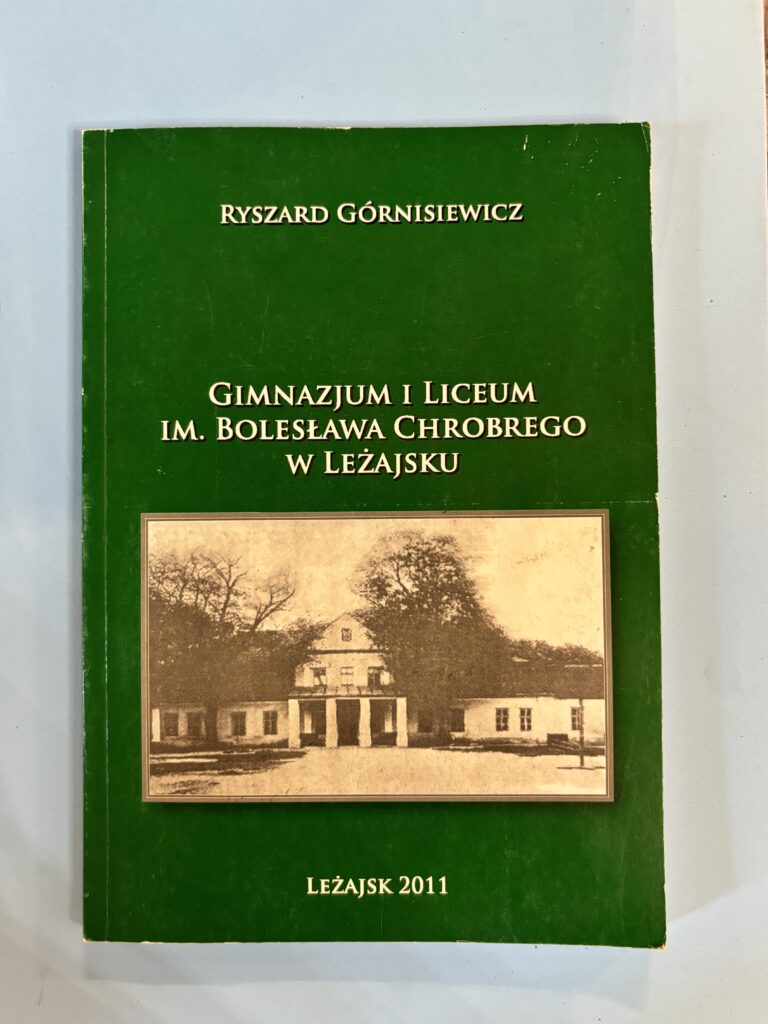 Ryszard Górnisiewicz
Gimnazjum i Liceum
im. Bolesława Chrobrego
w Leżajsku
Leżajsk 2011